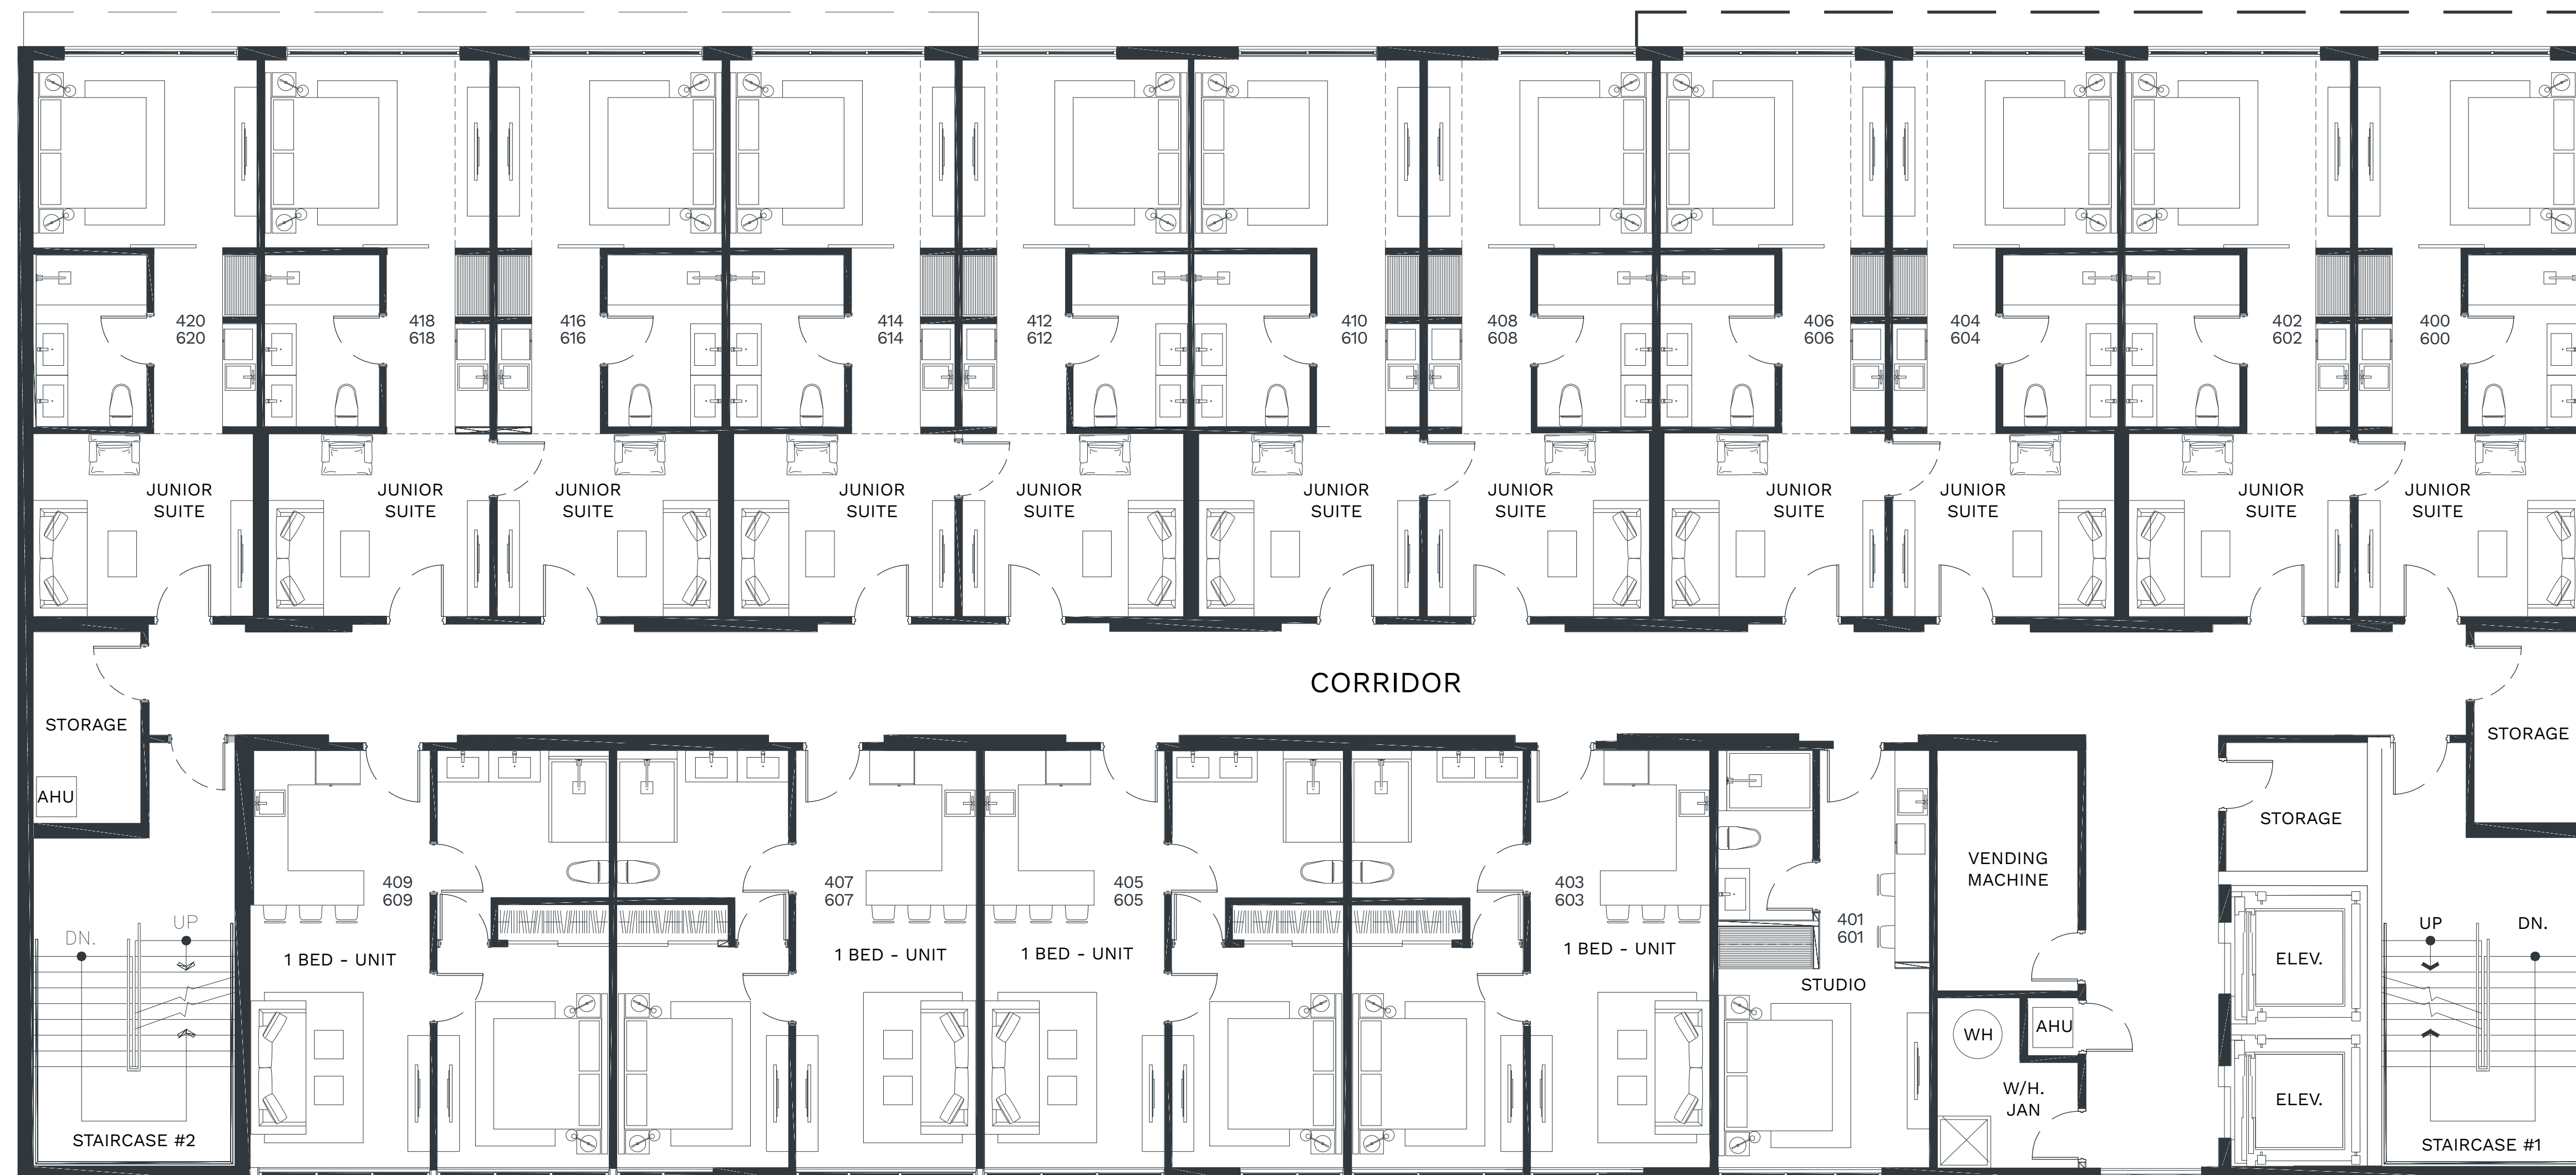 420
620
418
618
416
616
414
614
412
612
410
610
408
608
406
606
404
604
402
602
400
600
JUNIOR
SUITE
JUNIOR
SUITE
JUNIOR
SUITE
JUNIOR
SUITE
JUNIOR
SUITE
JUNIOR
SUITE
JUNIOR
SUITE
JUNIOR
SUITE
JUNIOR
SUITE
JUNIOR
SUITE
JUNIOR
SUITE
CORRIDOR
STORAGE
AHU
DN.
UP
STAIRCASE #2
409
609
1 BED - UNIT
407
607
1 BED - UNIT
405
605
1 BED - UNIT
403
603
1 BED - UNIT
401
601
STUDIO
VENDING
MACHINE
WH
AHU
W/H.
JAN
STORAGE
ELEV.
ELEV.
STORAGE
UP
DN.
STAIRCASE #1